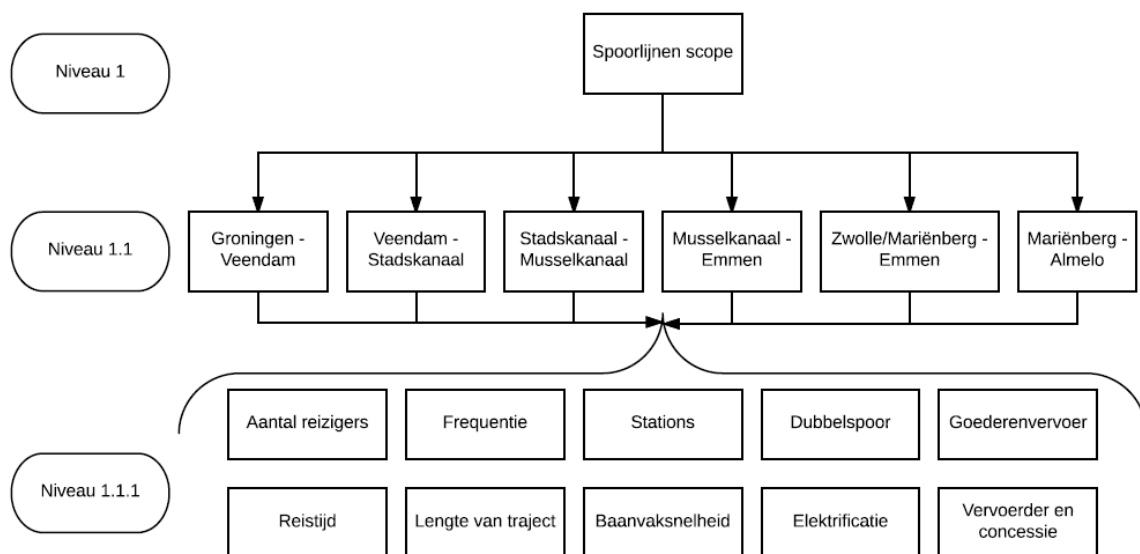 Niveau 1
Spoorlijnen scope
Niveau 1.1
Groningen -
Veendam
Veendam -
Stadskanaal
Stadskanaal -
Musselkanaal
Musselkanaal -
Emmen
Zwolle/Mariënberg -
Emmen
Mariënberg -
Almelo
Niveau 1.1.1
Aantal reizigers
Frequentie
Stations
Dubbelspoor
Goederenvervoer
Reistijd
Lengte van traject
Baanvaksnelheid
Elektrificatie
Vervoerder en
concessie